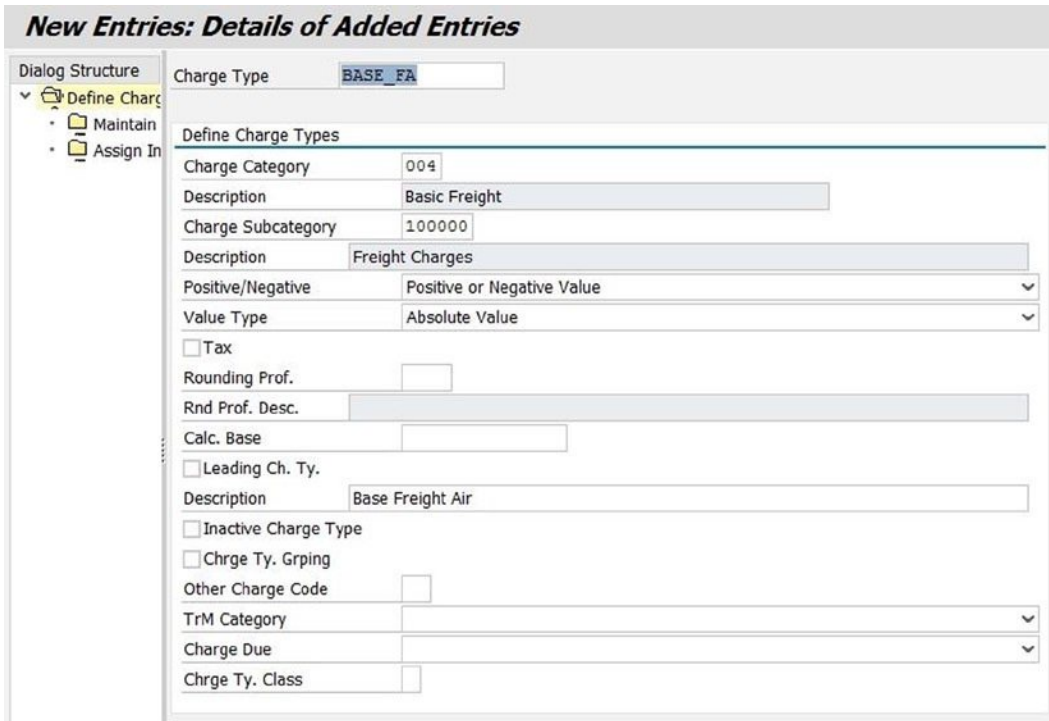 New Entries: Details of Added Entries
Dialog Structure
Define Charg
Maintain
Assign In
Charge Type BASE_FA
Define Charge Types
Charge Category 004
Description Basic Freight
Charge Subcategory 100000
Description Freight Charges
Positive/Negative Positive or Negative Value
Value Type Absolute Value
Tax
Rounding Prof.
Rnd Prof. Desc.
Calc. Base
Leading Ch. Ty.
Description Base Freight Air
Inactive Charge Type
Chrge Ty. Grping
Other Charge Code
TrM Category
Charge Due
Chrge Ty. Class